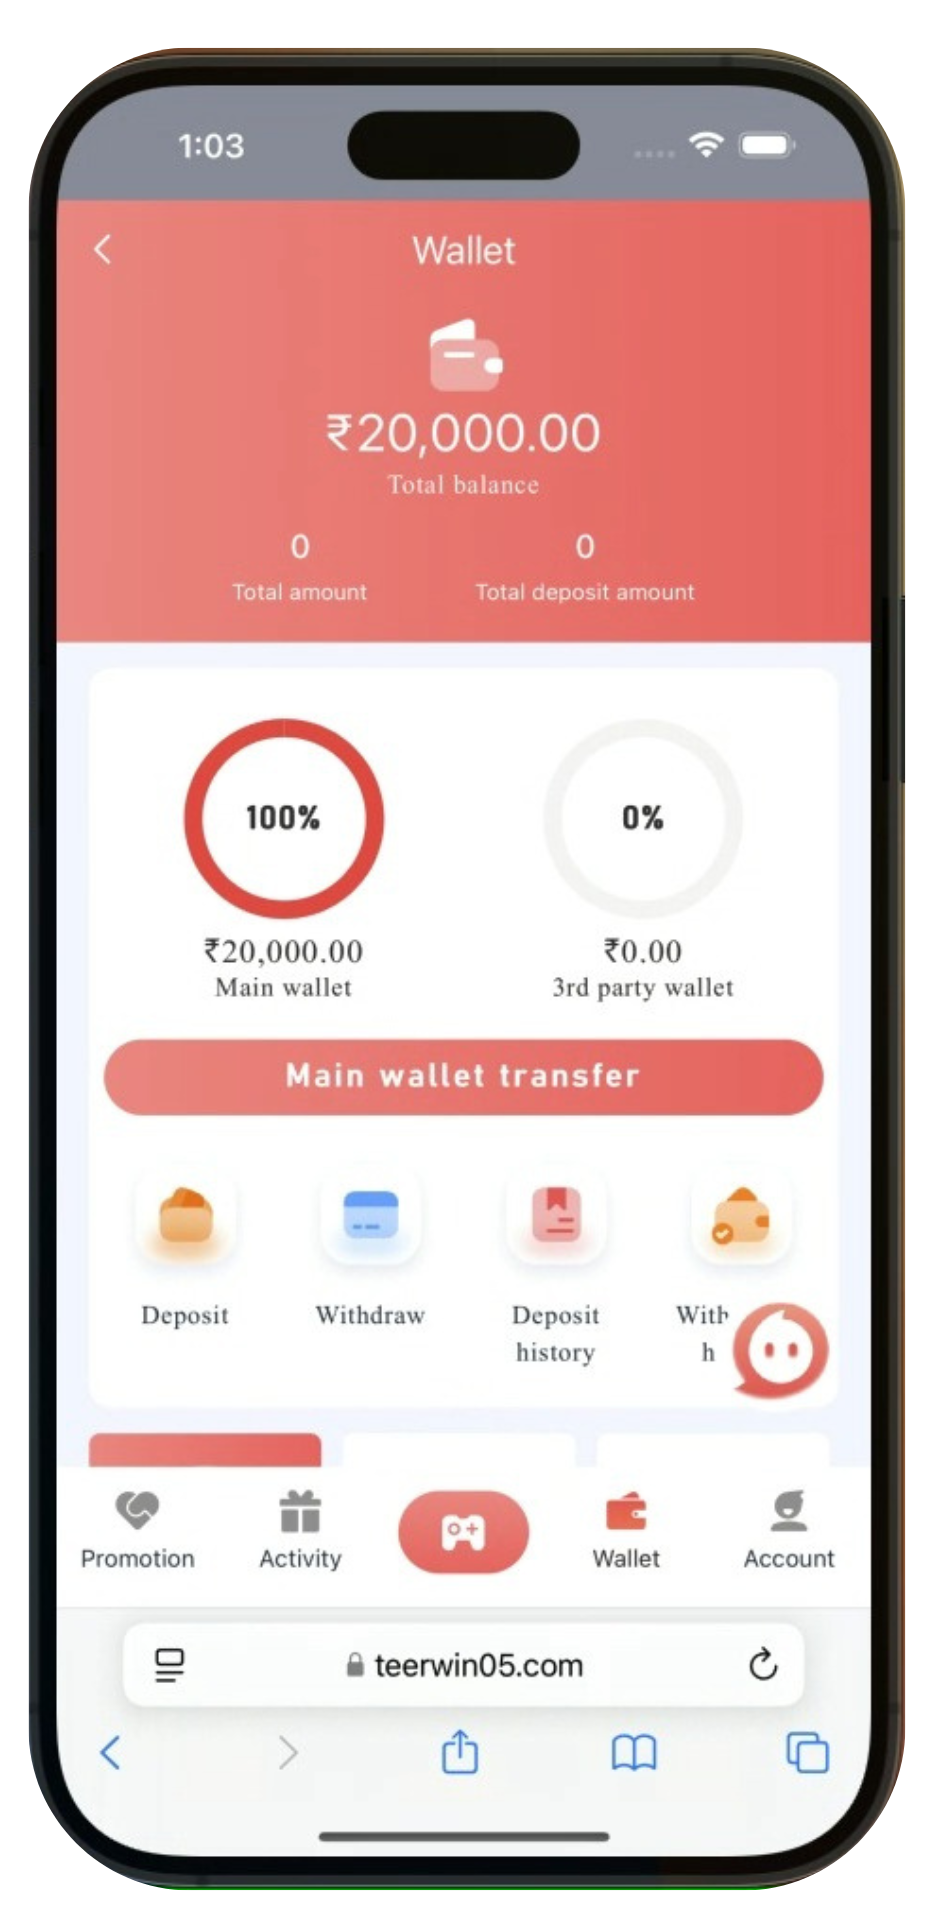 1:03
Wallet
₹20,000.00
Total balance
0 0
Total amount Total deposit amount
100% 0%
₹20,000.00 ₹0.00
Main wallet 3rd party wallet
Main wallet transfer
Deposit Withdraw Deposit
history
Promotion Activity Wallet Account
teerwin05.com